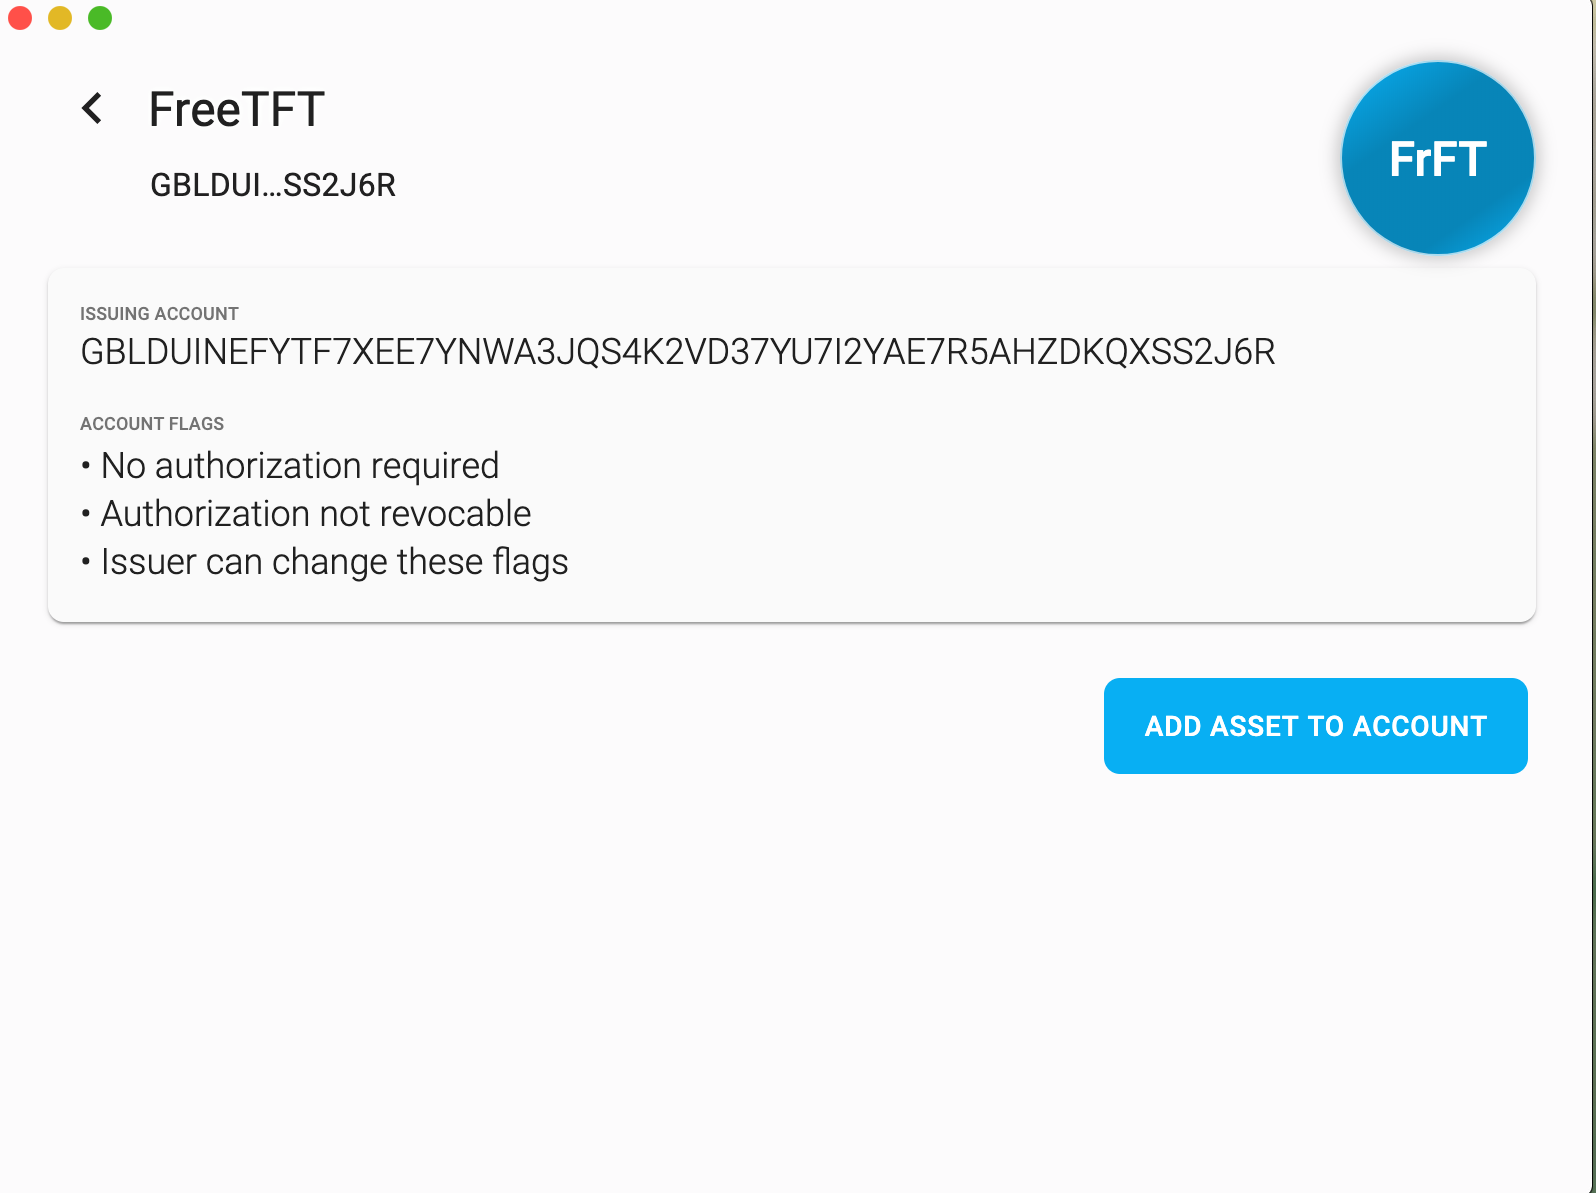 FreeTFT
GBLDUI…SS2J6R
FrFT
ISSUING ACCOUNT
GBLDUINEFYTF7XEE7YNWA3JQS4K2VD37YU7I2YAE7R5AHZDKQXSS2J6R
ACCOUNT FLAGS
• No authorization required
• Authorization not revocable
• Issuer can change these flags
ADD ASSET TO ACCOUNT